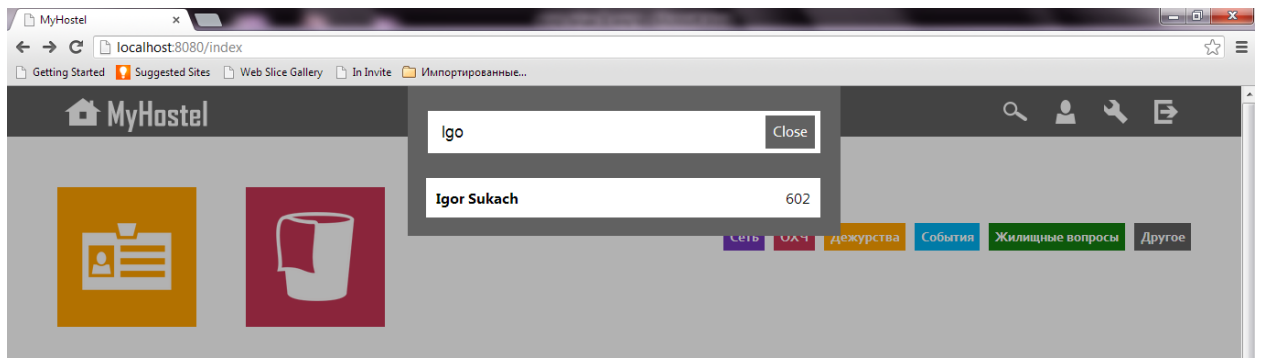 MyHostel
localhost:8080/index
Getting Started Suggested Sites Web Slice Gallery In Invite Импортированные...
MyHostel
Igo Close
Igor Sukach 602
Сеть ОХЧ Дежурства События Жилищные вопросы Другое